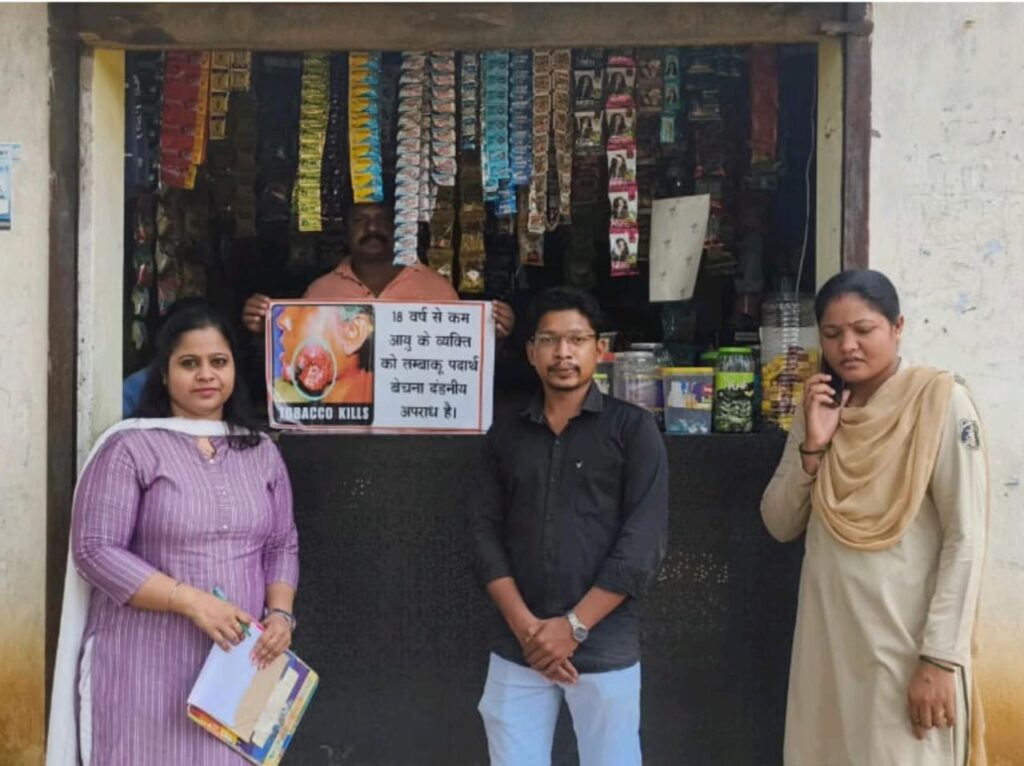 18 वर्ष से कम
आयु के व्यक्ति
को तम्बाकू पदार्थ
बेचना दंडनीय
अपराध है।
TOBACCO KILLS